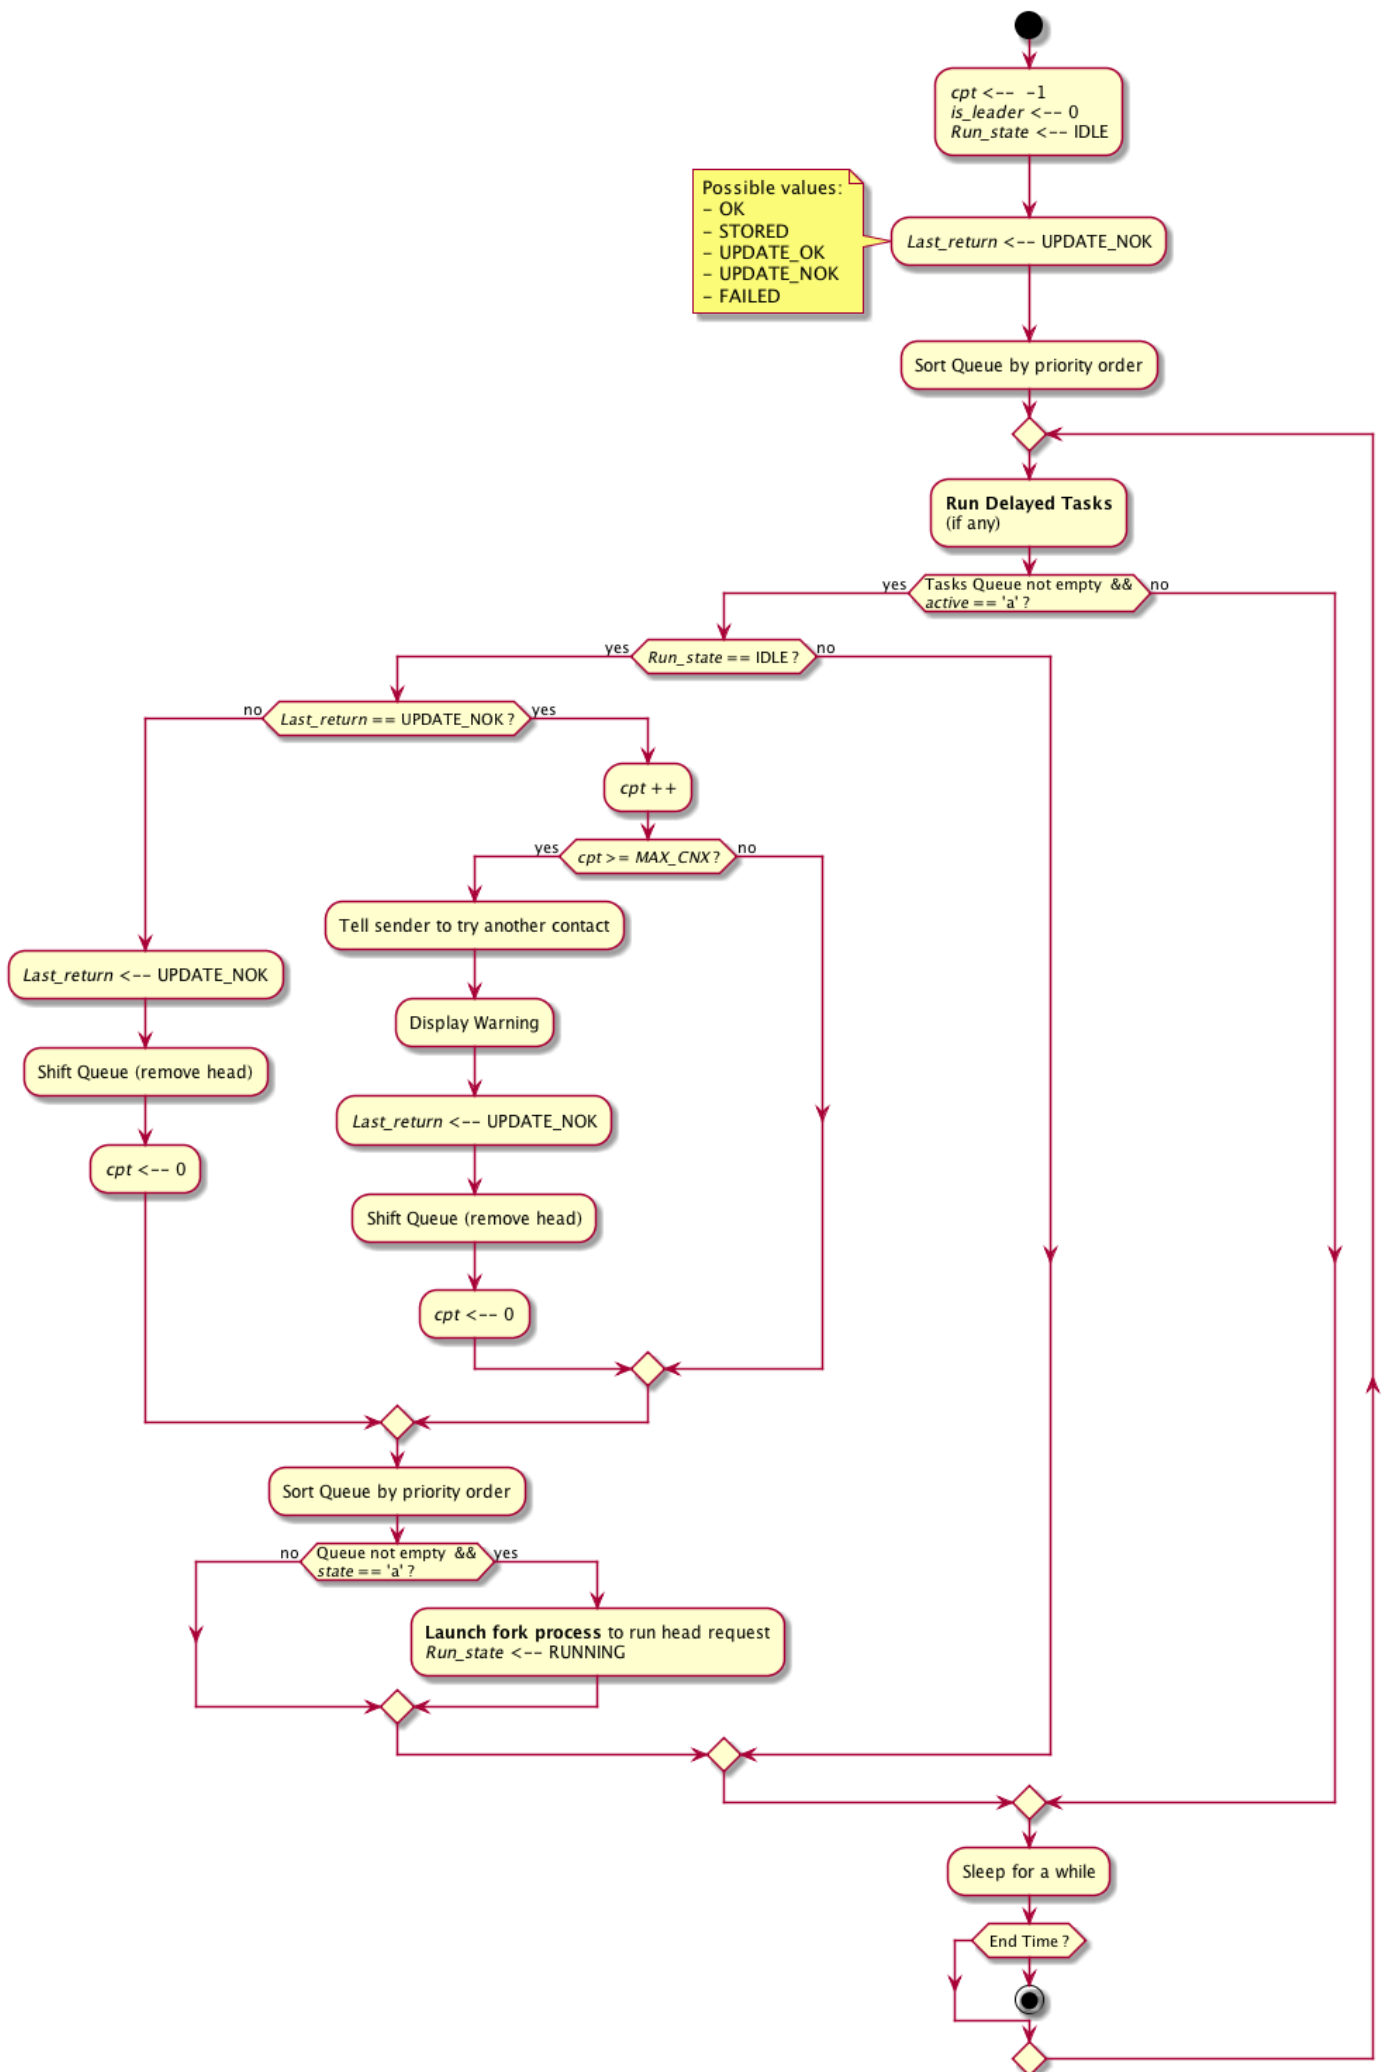 cpt <-- -1
is_leader <-- 0
Run_state <-- IDLE
Possible values:
- OK
- STORED
- UPDATE_OK
- UPDATE_NOK
- FAILED
Last_return <-- UPDATE_NOK
Sort Queue by priority order
Run Delayed Tasks
(if any)
yes
Tasks Queue not empty &&
active == 'a' ?
no
yes
Run_state == IDLE ?
no
no
Last_return == UPDATE_NOK ?
yes
cpt ++
yes
cpt >= MAX_CNX ?
no
Tell sender to try another contact
Last_return <-- UPDATE_NOK
Display Warning
Shift Queue (remove head)
Last_return <-- UPDATE_NOK
cpt <-- 0
Shift Queue (remove head)
cpt <-- 0
Sort Queue by priority order
no
Queue not empty &&
state == 'a' ?
yes
Launch fork process to run head request
Run_state <-- RUNNING
Sleep for a while
End Time ?